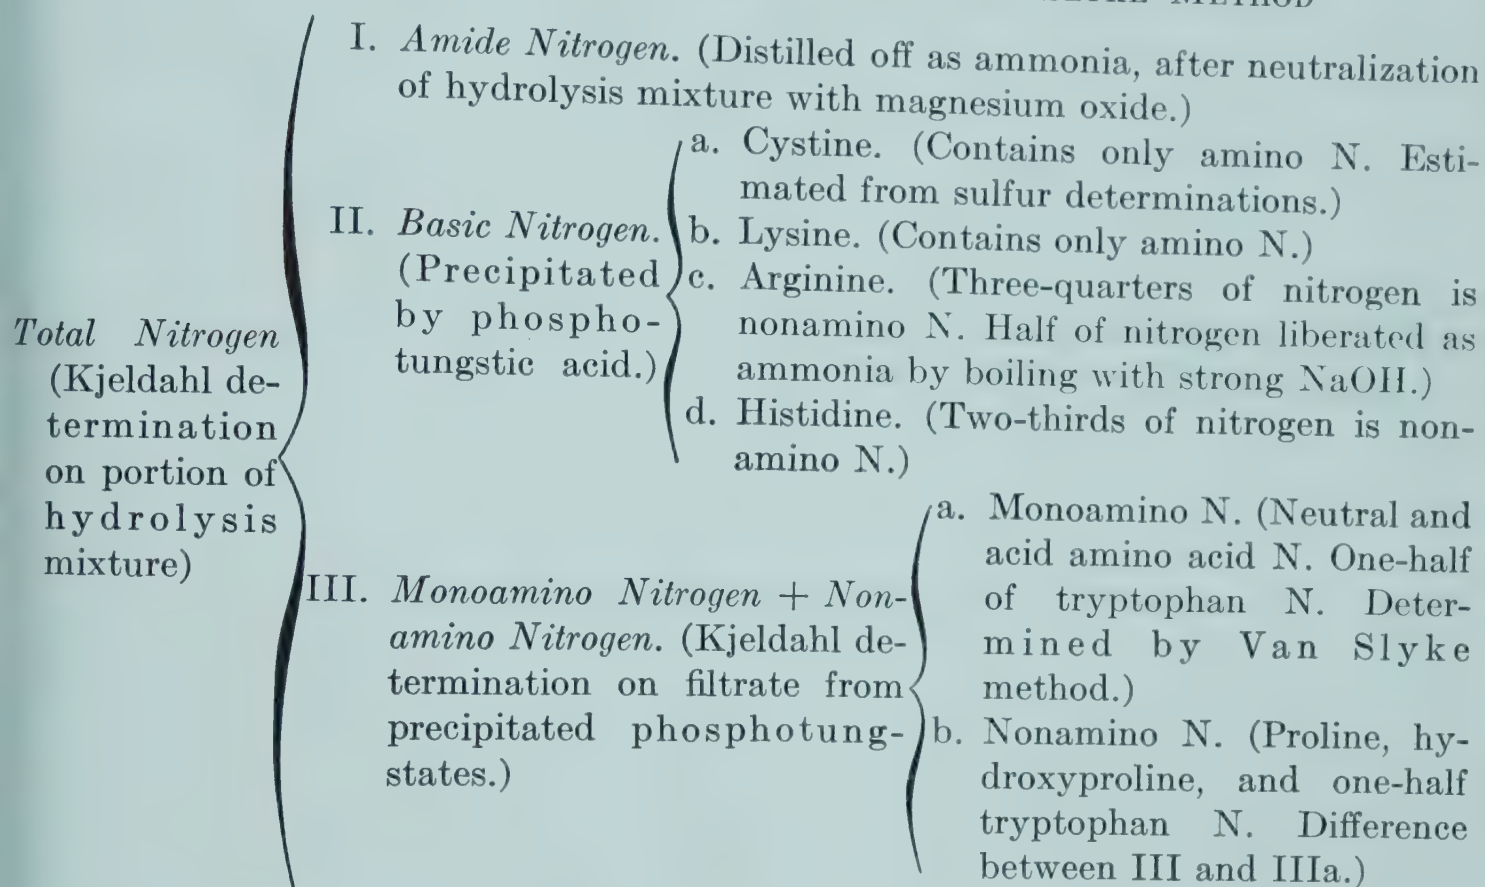 METHOD
I. Amide Nitrogen. (Distilled off as ammonia, after neutralization
of hydrolysis mixture with magnesium oxide.)
Total Nitrogen
(Kjeldahl de-
termination
on portion of
hydrolysis
mixture)
II. Basic Nitrogen.
(Precipitated
by phospho-
tungstic acid.)
a. Cystine. (Contains only amino N. Esti-
mated from sulfur determinations.)
b. Lysine. (Contains only amino N.)
c. Arginine. (Three-quarters of nitrogen is
nonamino N. Half of nitrogen liberated as
ammonia by boiling with strong NaOH.)
d. Histidine. (Two-thirds of nitrogen is non-
amino N.)
III. Monoamino Nitrogen + Non-
amino Nitrogen. (Kjeldahl de-
termination on filtrate from
precipitated phosphotung-
states.)
a. Monoamino N. (Neutral and
acid amino acid N. One-half
of tryptophan N. Deter-
mined by Van Slyke
method.)
b. Nonamino N. (Proline, hy-
droxyproline, and one-half
tryptophan N. Difference
between III and IIIa.)